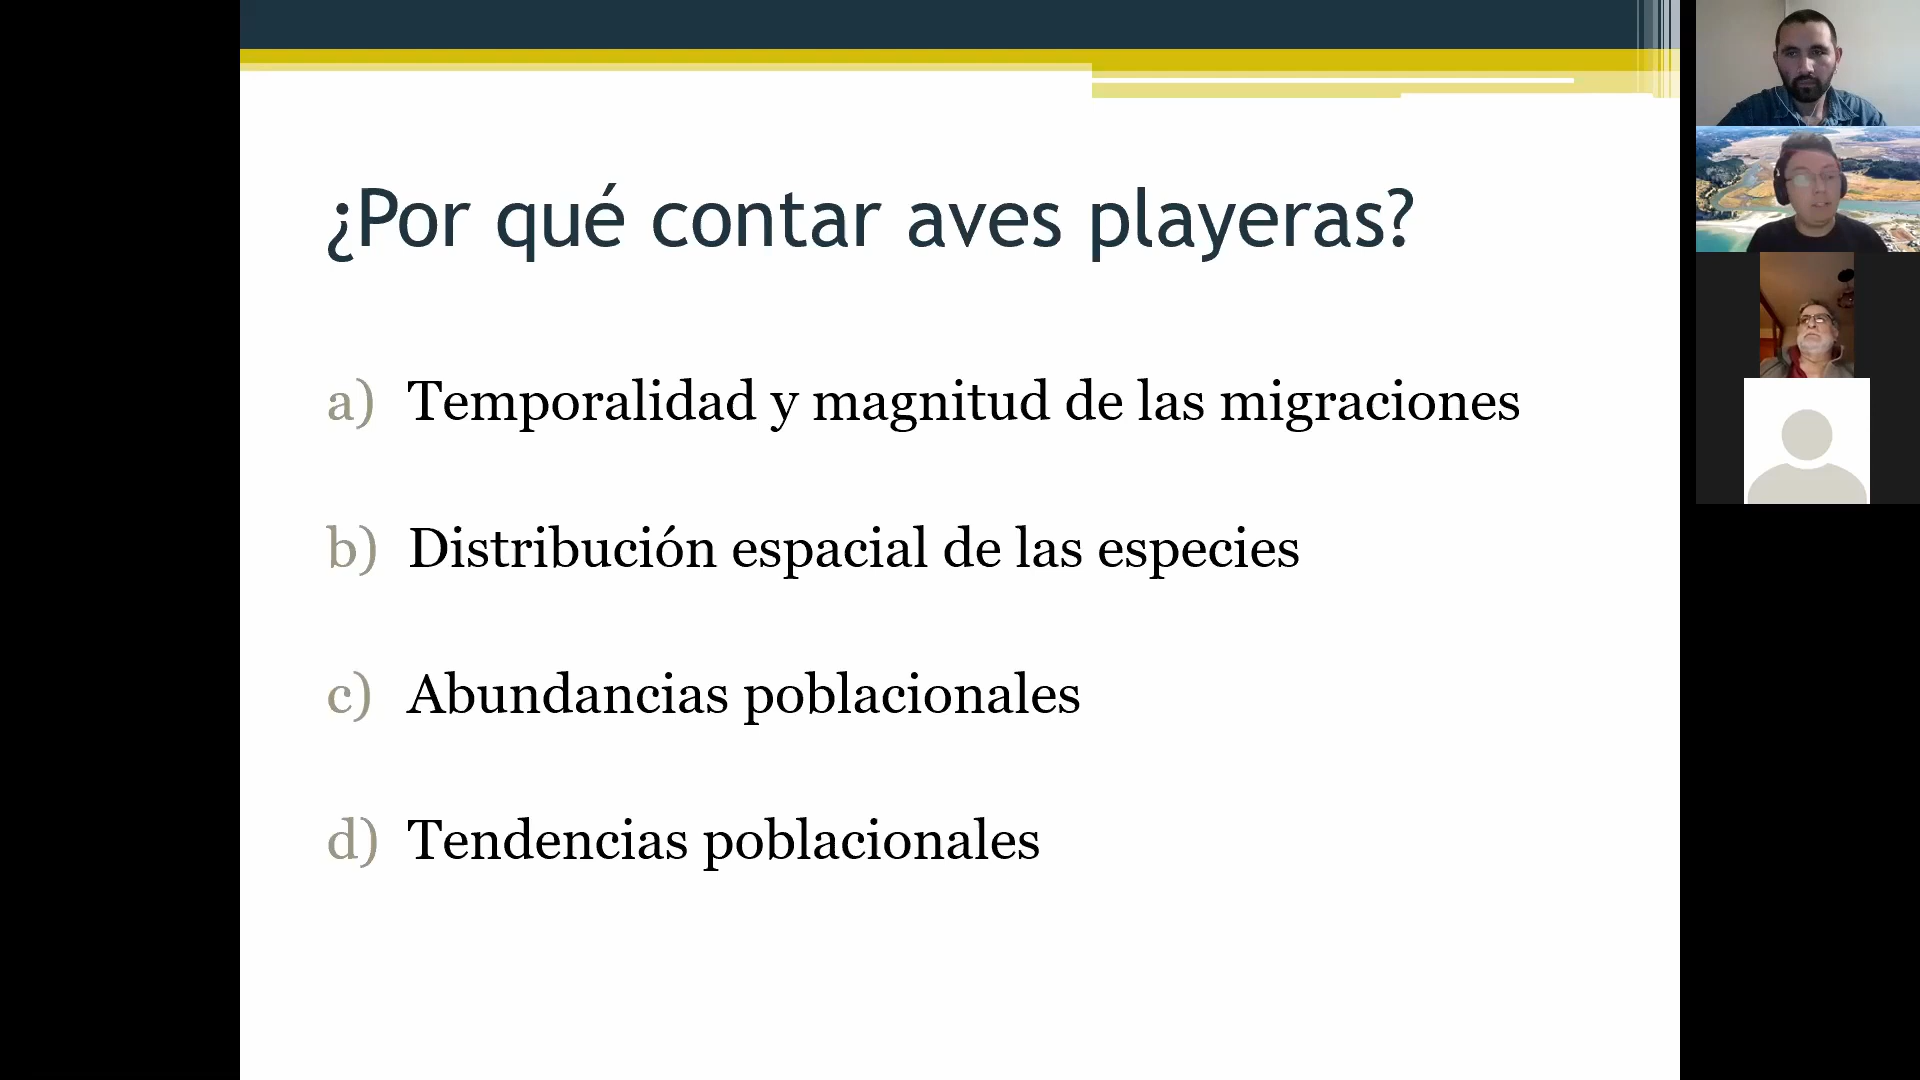 ¿Por qué contar aves playeras?
a) Temporalidad y magnitud de las migraciones
b) Distribución espacial de las especies
c) Abundancias poblacionales
d) Tendencias poblacionales